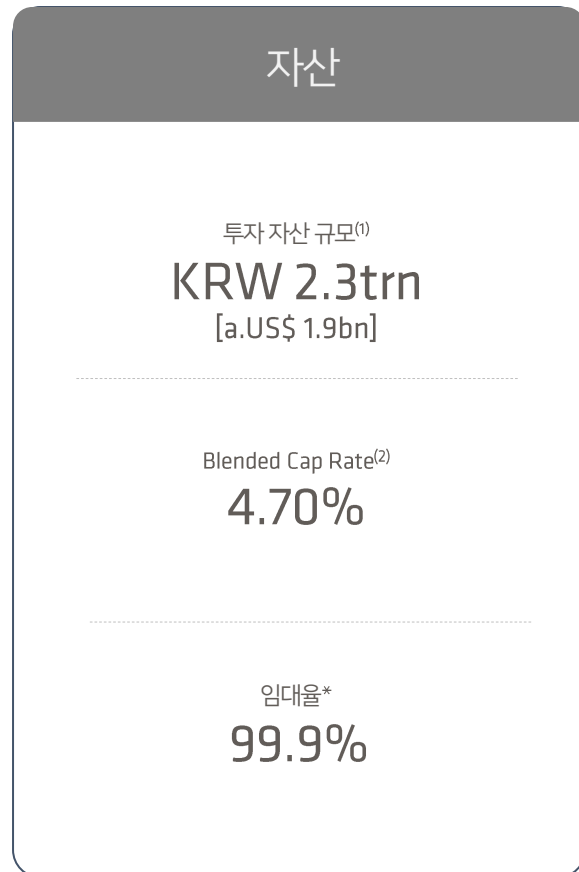 자산
투자 자산 규모(1)
KRW 2.3trn
[a.US$ 1.9bn]
Blended Cap Rate(2)
4.70%
임대율*
99.9%